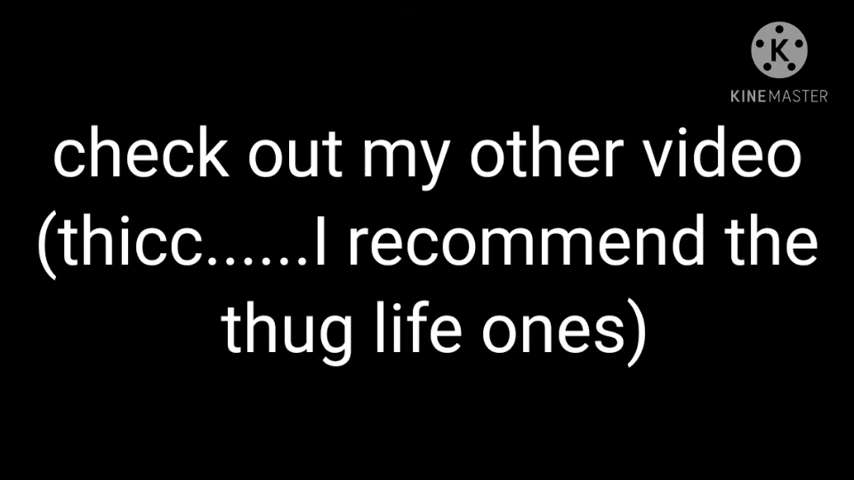 K
KINEMASTER
check out my other video
(thicc......I recommend the
thug life ones)